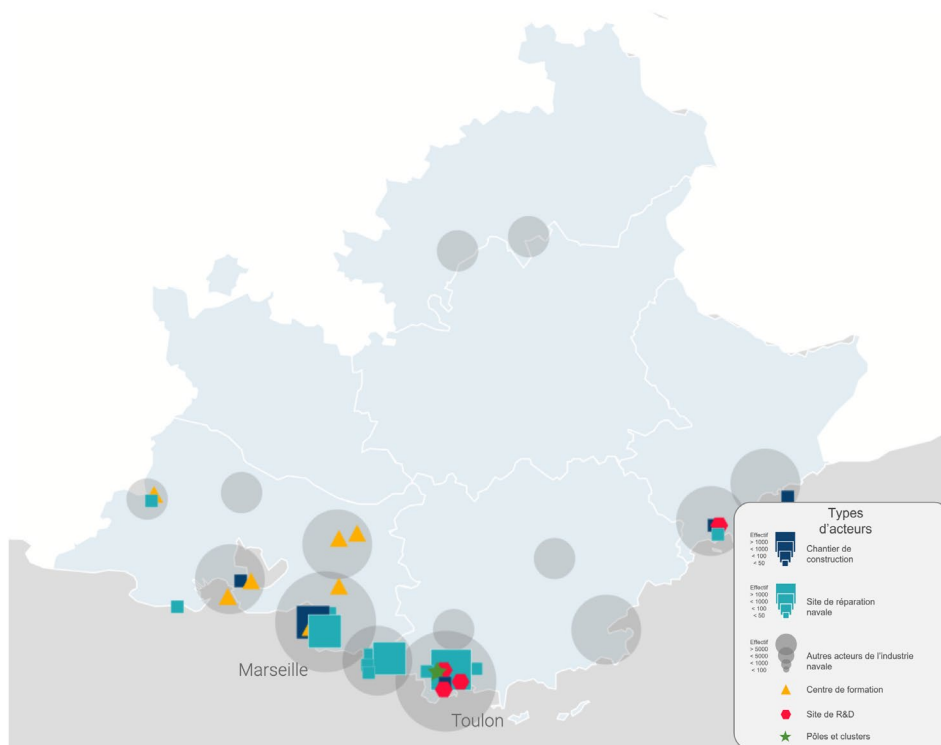 Marseille
Toulon
Types
d'acteurs
Effectif
> 1000
< 1000
< 100
< 50
Chantier de
construction
Effectif
> 1000
< 1000
< 100
< 50
Site de réparation
navale
Effectif
> 5000
< 5000
< 1000
< 100
Autres acteurs de l'industrie
navale
Centre de formation
Site de R&D
Pôles et clusters